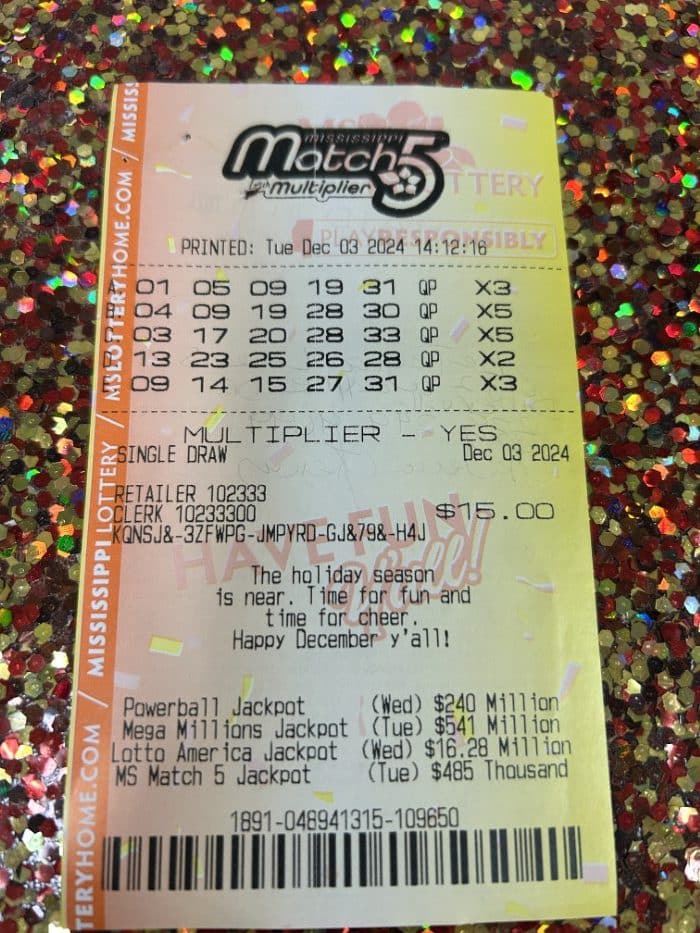 MISSISSIPPI
Match 5
with Multiplier
MS LOTTERY
PLAY RESPONSIBLY
PRINTED: Tue Dec 03 2024 14:12:16
A 01 05 09 19 31 QP X3
B 04 09 19 28 30 QP X5
C 03 17 20 28 33 QP X5
D 13 23 25 26 28 QP X2
E 09 14 15 27 31 QP X3
MULTIPLIER - YES
SINGLE DRAW Dec 03 2024
RETAILER 102333
CLERK 10233300 $15.00
KQNSJ&-3ZFWPG-JMPYRD-GJ&79&-H4J
HAVE FUN
Y'all!
The holiday season
is near. Time for fun and
time for cheer.
Happy December y'all!
Powerball Jackpot (Wed) $240 Million
Mega Millions Jackpot (Tue) $541 Million
Lotto America Jackpot (Wed) $16.28 Million
MS Match 5 Jackpot (Tue) $485 Thousand
1891-048941315-109650
TERYHOME.COM / MISSISSIPPI LOTTERY / MSLOTTERYHOME.COM / MISSISS